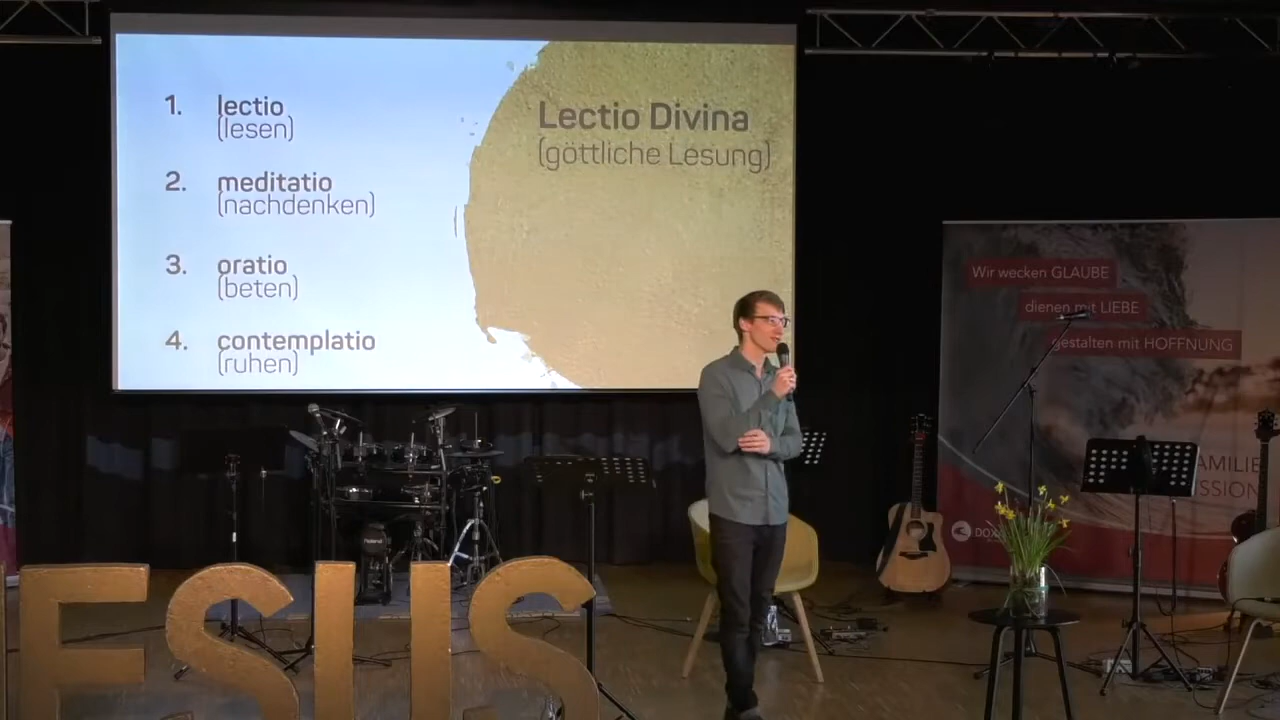 1. lectio
(lesen)
2. meditatio
(nachdenken)
3. oratio
(beten)
4. contemplatio
(ruhen)
Lectio Divina
(göttliche Lesung)
Wir wecken GLAUBE
dienen mit LIEBE
gestalten mit HOFFNUNG
Roland
ESUS